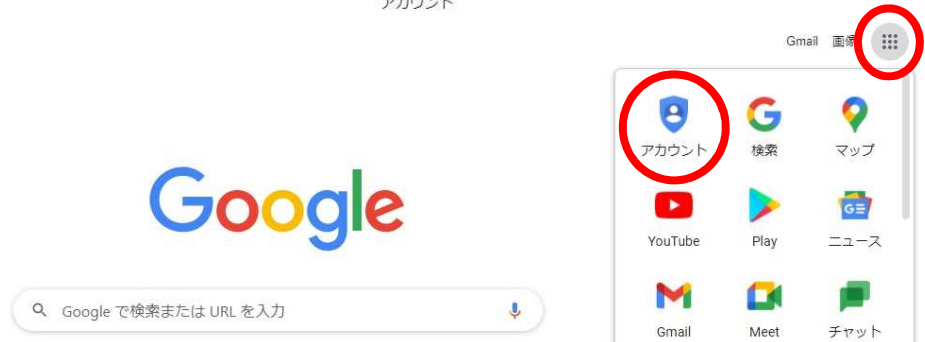 アカウント
Gmail 画像
アカウント 検索 マップ
Google
YouTube Play ニュース
Google で検索または URL を入力
Gmail Meet チャット